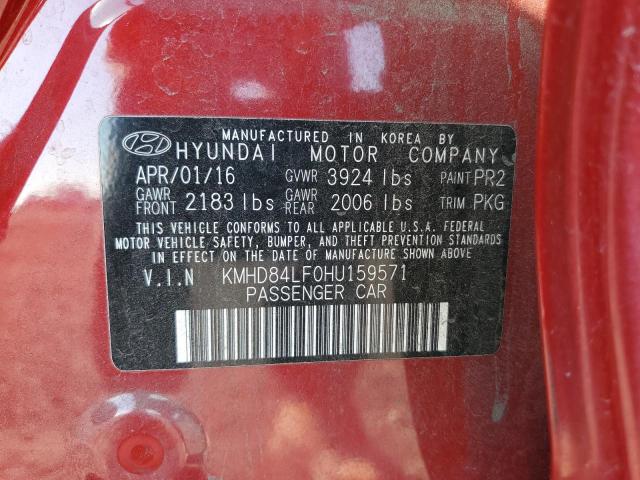 MANUFACTURED IN KOREA BY
HYUNDAI MOTOR COMPANY
APR/01/16 GVWR 3924 lbs PAINT PR2
GAWR FRONT 2183 lbs GAWR REAR 2006 lbs TRIM PKG
THIS VEHICLE CONFORMS TO ALL APPLICABLE U.S.A. FEDERAL
MOTOR VEHICLE SAFETY, BUMPER, AND THEFT PREVENTION STANDARDS
IN EFFECT ON THE DATE OF MANUFACTURE SHOWN ABOVE.
V.I.N KMHD84LF0HU159571
PASSENGER CAR